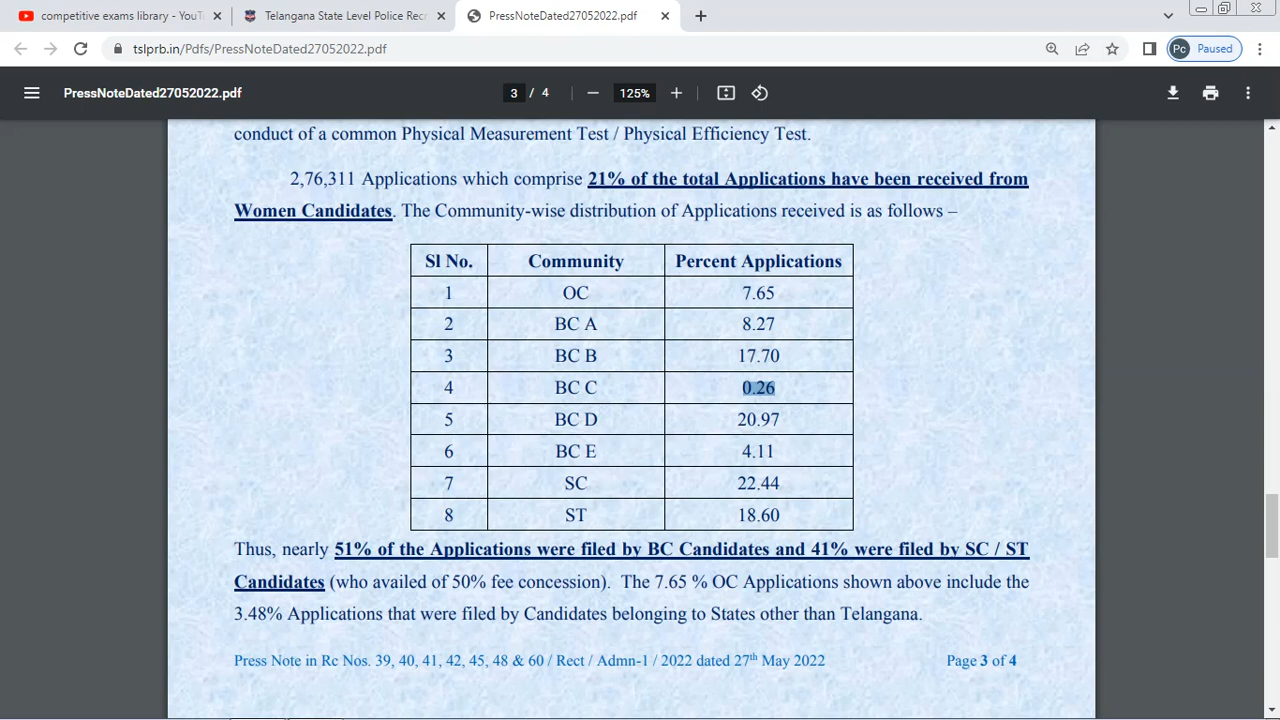 competitive exams library - YouT
Telangana State Level Police Recr
PressNoteDated27052022.pdf
tslprb.in/Pdfs/PressNoteDated27052022.pdf
Pc Paused
PressNoteDated27052022.pdf
3 / 4
125%
conduct of a common Physical Measurement Test / Physical Efficiency Test.
2,76,311 Applications which comprise 21% of the total Applications have been received from
Women Candidates. The Community-wise distribution of Applications received is as follows –
Sl No. Community Percent Applications
1 OC 7.65
2 BC A 8.27
3 BC B 17.70
4 BC C 0.26
5 BC D 20.97
6 BC E 4.11
7 SC 22.44
8 ST 18.60
Thus, nearly 51% of the Applications were filed by BC Candidates and 41% were filed by SC / ST
Candidates (who availed of 50% fee concession). The 7.65 % OC Applications shown above include the
3.48% Applications that were filed by Candidates belonging to States other than Telangana.
Press Note in Rc Nos. 39, 40, 41, 42, 45, 48 & 60 / Rect / Admn-1 / 2022 dated 27th May 2022
Page 3 of 4